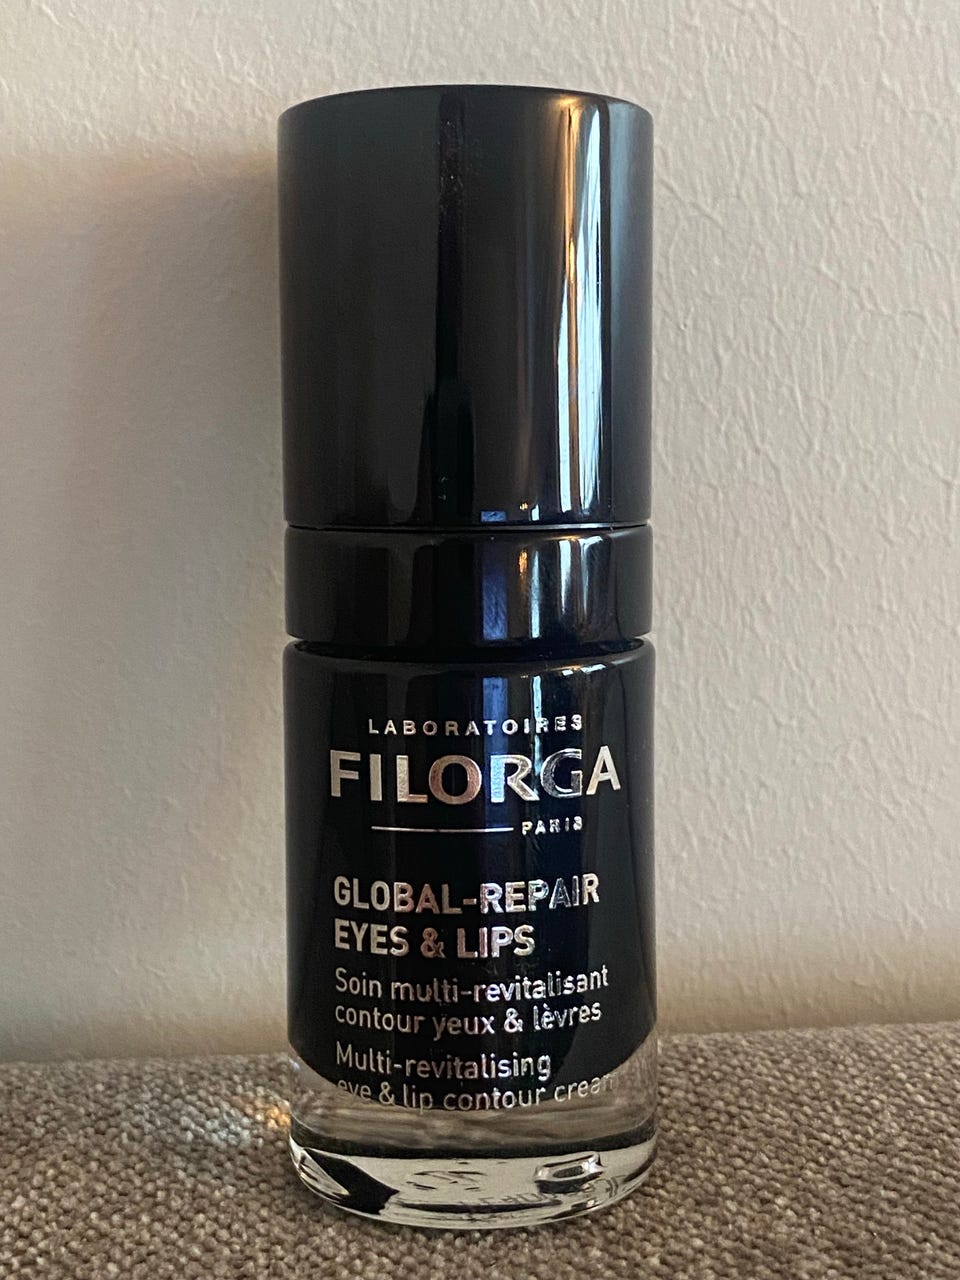 LABORATOIRES
FILORGA
PARIS
GLOBAL-REPAIR
EYES & LIPS
Soin multi-revitalisant
contour yeux & lèvres
Multi-revitalising
eye & lip contour cream